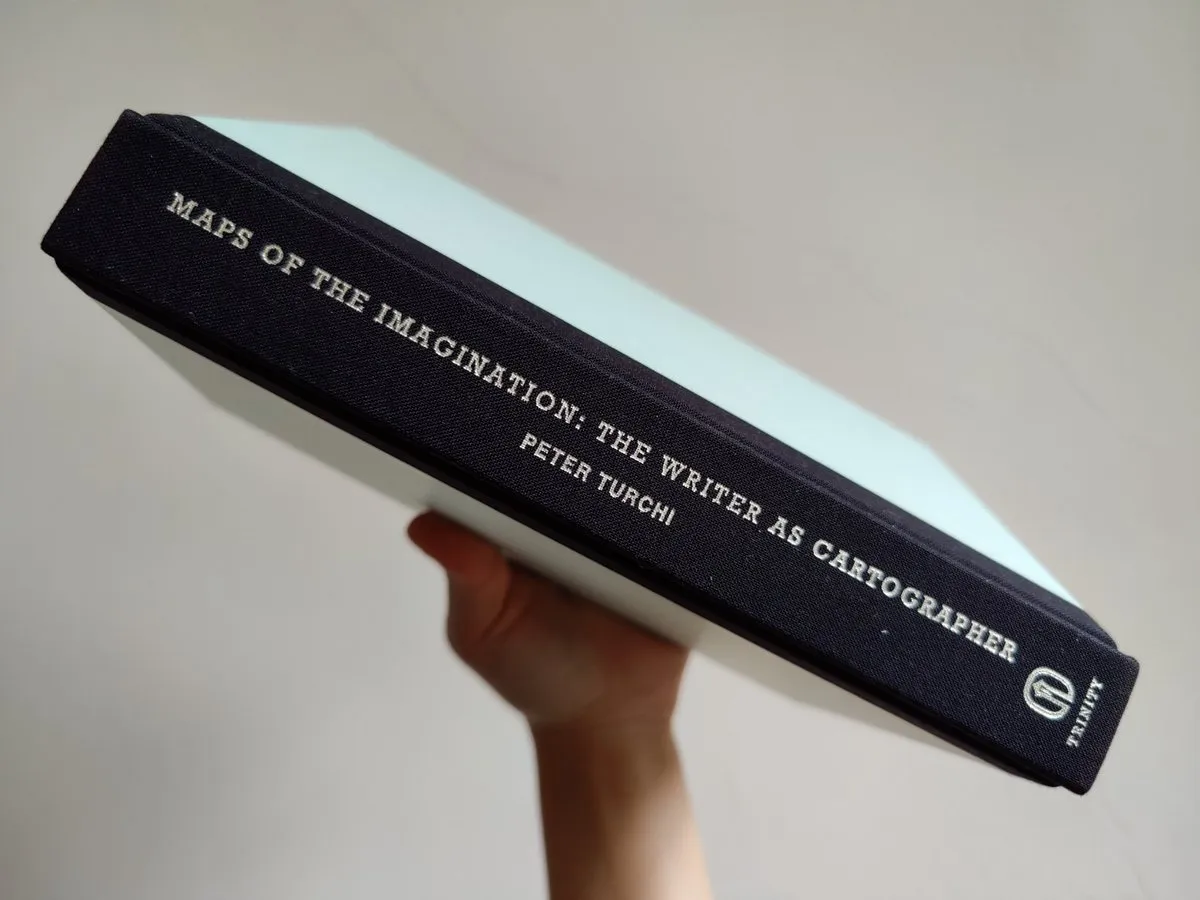 MAPS OF THE IMAGINATION: THE WRITER AS CARTOGRAPHER
PETER TURCHI
TRINITY